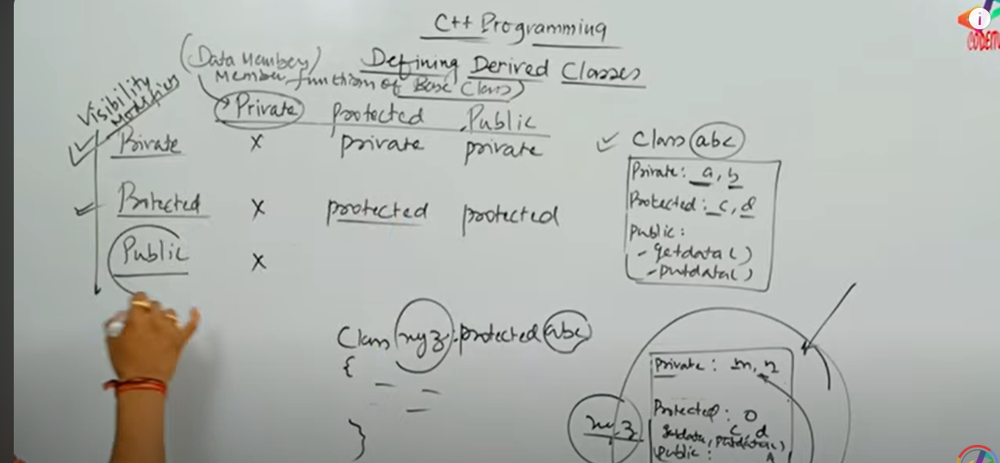 C++ Programming
Defining Derived Classes
(Data Member/
Member function of Base Class)
Visibility
Modifier
Private protected Public
Private x private private
Protected x protected protected
Public x
Class abc
Private: a, b
Protected: c, d
Public:
- getdata()
- putdata()
Class xyz: protected abc
{
}
xyz
private: m, n
Protected: O
c d
getdata, putdata()
public: